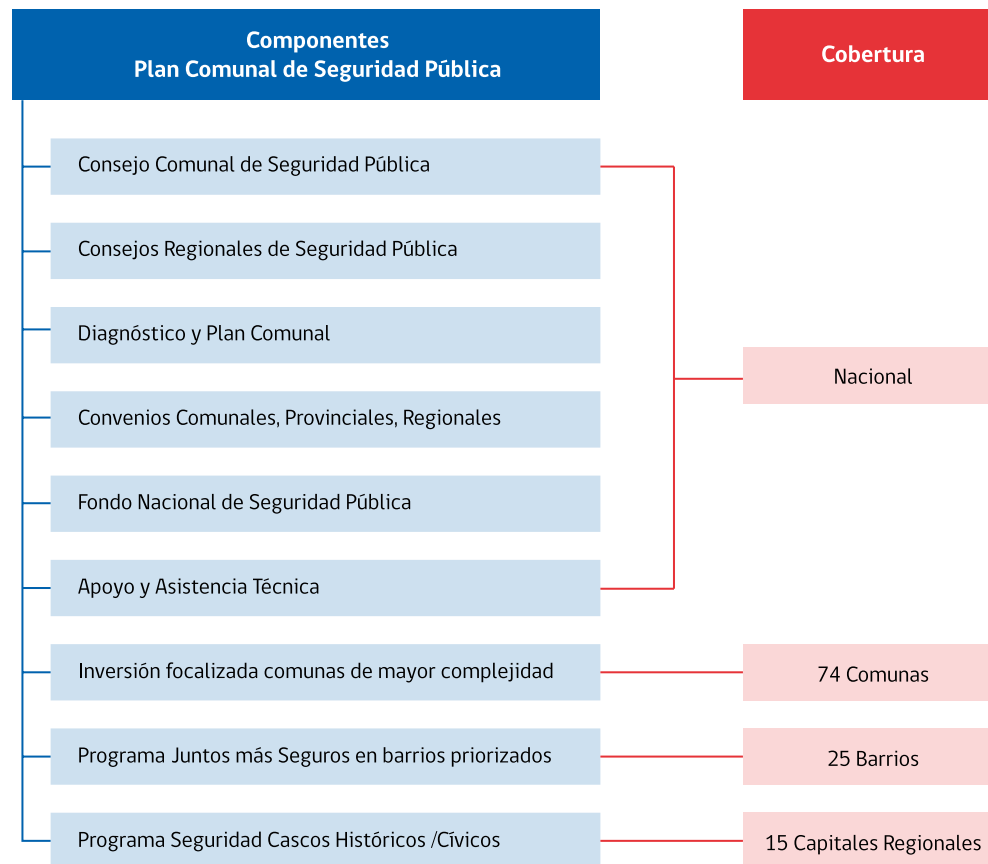 Componentes
Plan Comunal de Seguridad Pública
Cobertura
Consejo Comunal de Seguridad Pública
Consejos Regionales de Seguridad Pública
Diagnóstico y Plan Comunal
Nacional
Convenios Comunales, Provinciales, Regionales
Fondo Nacional de Seguridad Pública
Apoyo y Asistencia Técnica
Inversión focalizada comunas de mayor complejidad
74 Comunas
Programa Juntos más Seguros en barrios priorizados
25 Barrios
Programa Seguridad Cascos Históricos /Cívicos
15 Capitales Regionales